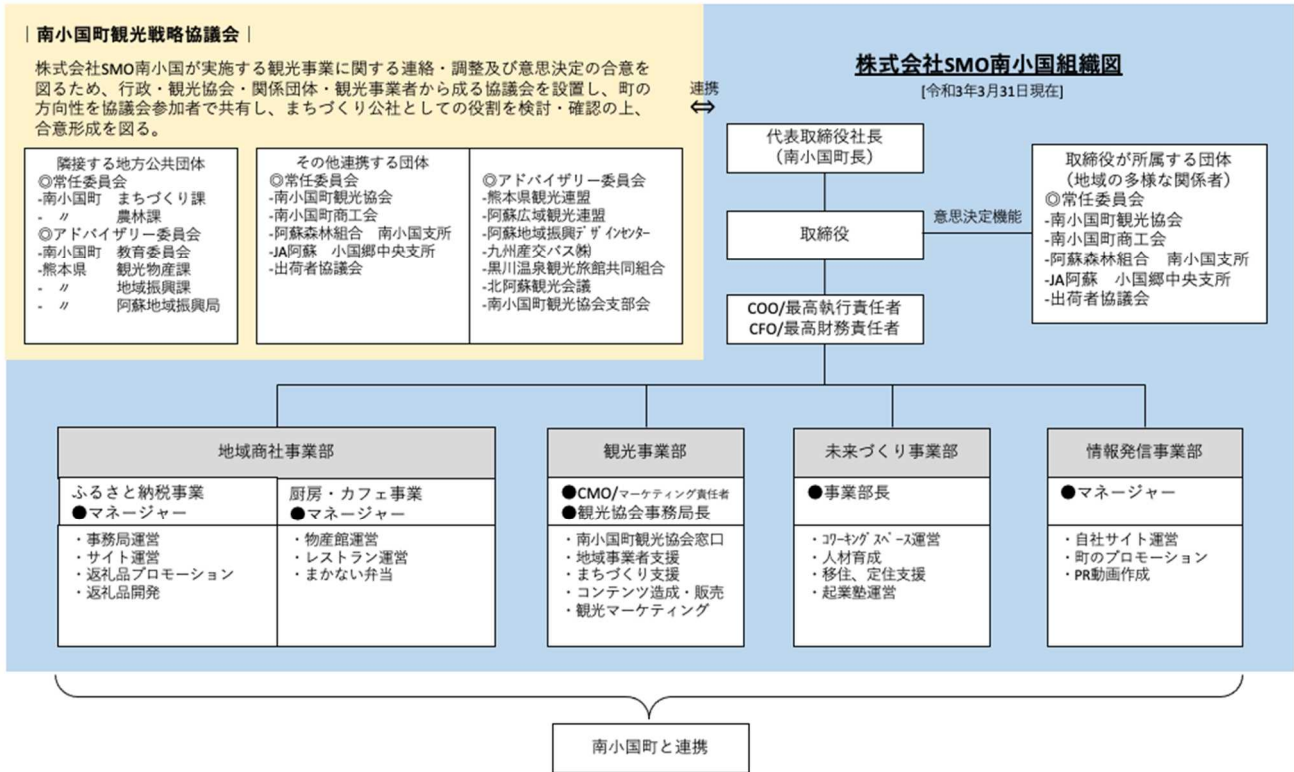 | 南小国町観光戦略協議会 |
株式会社SMO南小国が実施する観光事業に関する連絡・調整及び意思決定の合意を
図るため、行政・観光協会・関係団体・観光事業者から成る協議会を設置し、町の
方向性を協議会参加者で共有し、まちづくり公社としての役割を検討・確認の上、
合意形成を図る。
隣接する地方公共団体
◎常任委員会
-南小国町 まちづくり課
- 〃 農林課
◎アドバイザリー委員会
-南小国町 教育委員会
-熊本県 観光物産課
- 〃 地域振興課
- 〃 阿蘇地域振興局
その他連携する団体
◎常任委員会
-南小国町観光協会
-南小国町商工会
-阿蘇森林組合 南小国支所
-JA阿蘇 小国郷中央支所
-出荷者協議会
◎アドバイザリー委員会
-熊本県観光連盟
-阿蘇広域観光連盟
-阿蘇地域振興ﾃﾞｻﾞｲﾝｾﾝﾀｰ
-九州産交バス㈱
-黒川温泉観光旅館共同組合
-北阿蘇観光会議
-南小国町観光協会支部会
連携
⇔
株式会社SMO南小国組織図
[令和3年3月31日現在]
代表取締役社長
(南小国町長)
取締役
意思決定機能
取締役が所属する団体
(地域の多様な関係者)
◎常任委員会
-南小国町観光協会
-南小国町商工会
-阿蘇森林組合 南小国支所
-JA阿蘇 小国郷中央支所
-出荷者協議会
COO/最高執行責任者
CFO/最高財務責任者
地域商社事業部
ふるさと納税事業
●マネージャー
・事務局運営
・サイト運営
・返礼品プロモーション
・返礼品開発
厨房・カフェ事業
●マネージャー
・物産館運営
・レストラン運営
・まかない弁当
観光事業部
●CMO/マーケティング責任者
●観光協会事務局長
・南小国町観光協会窓口
・地域事業者支援
・まちづくり支援
・コンテンツ造成・販売
・観光マーケティング
未来づくり事業部
●事業部長
・ｺﾜｰｷﾝｸﾞｽﾍﾟｰｽ運営
・人材育成
・移住、定住支援
・起業塾運営
情報発信事業部
●マネージャー
・自社サイト運営
・町のプロモーション
・PR動画作成
南小国町と連携